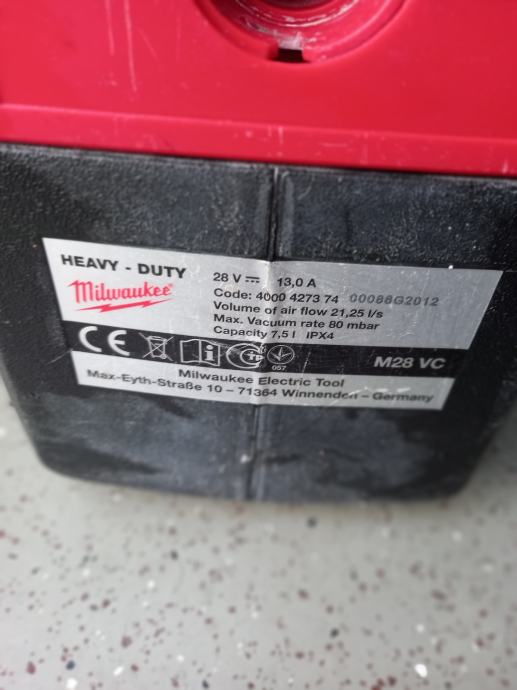 HEAVY - DUTY
Milwaukee®
28 V 13,0 A
Code: 4000 4273 74 00088G2012
Volume of air flow 21,25 l/s
Max. Vacuum rate 80 mbar
Capacity 7,5 l IPX4
CE
057
M28 VC
Milwaukee Electric Tool
Max-Eyth-Straße 10 – 71364 Winnenden – Germany